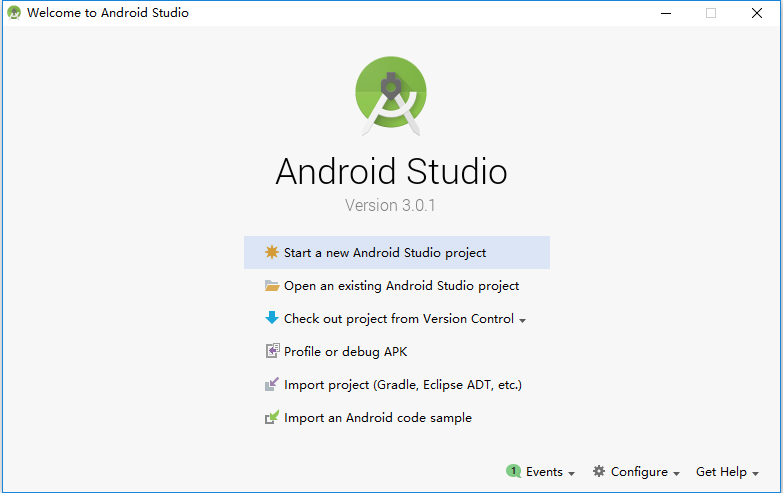 Welcome to Android Studio
Android Studio
Version 3.0.1
Start a new Android Studio project
Open an existing Android Studio project
Check out project from Version Control
Profile or debug APK
Import project (Gradle, Eclipse ADT, etc.)
Import an Android code sample
1 Events Configure Get Help